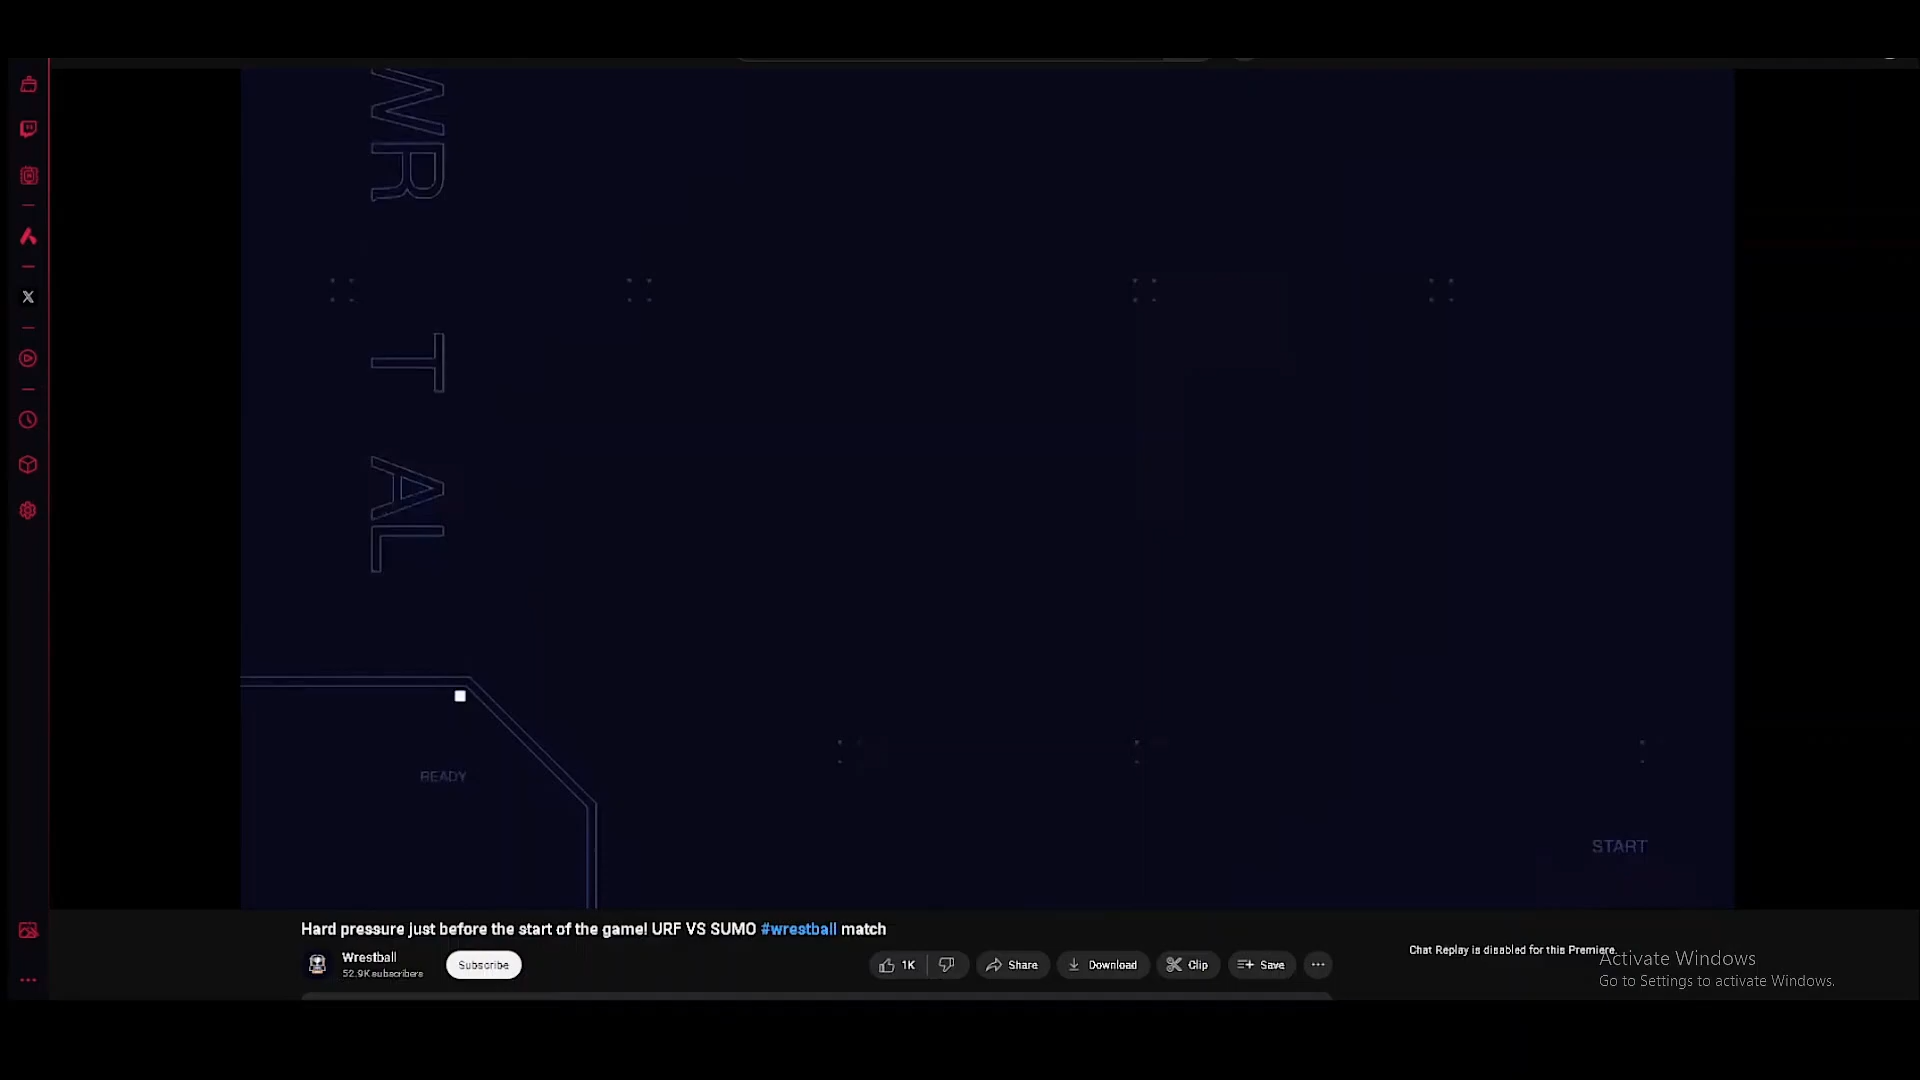 WR T AL
READY
START
Hard pressure just before the start of the game! URF VS SUMO #wrestball match
Wrestball
52.9K subscribers
Subscribe
1K
Share
Download
Clip
Save
Chat Replay is disabled for this Premiere.
Activate Windows
Go to Settings to activate Windows.